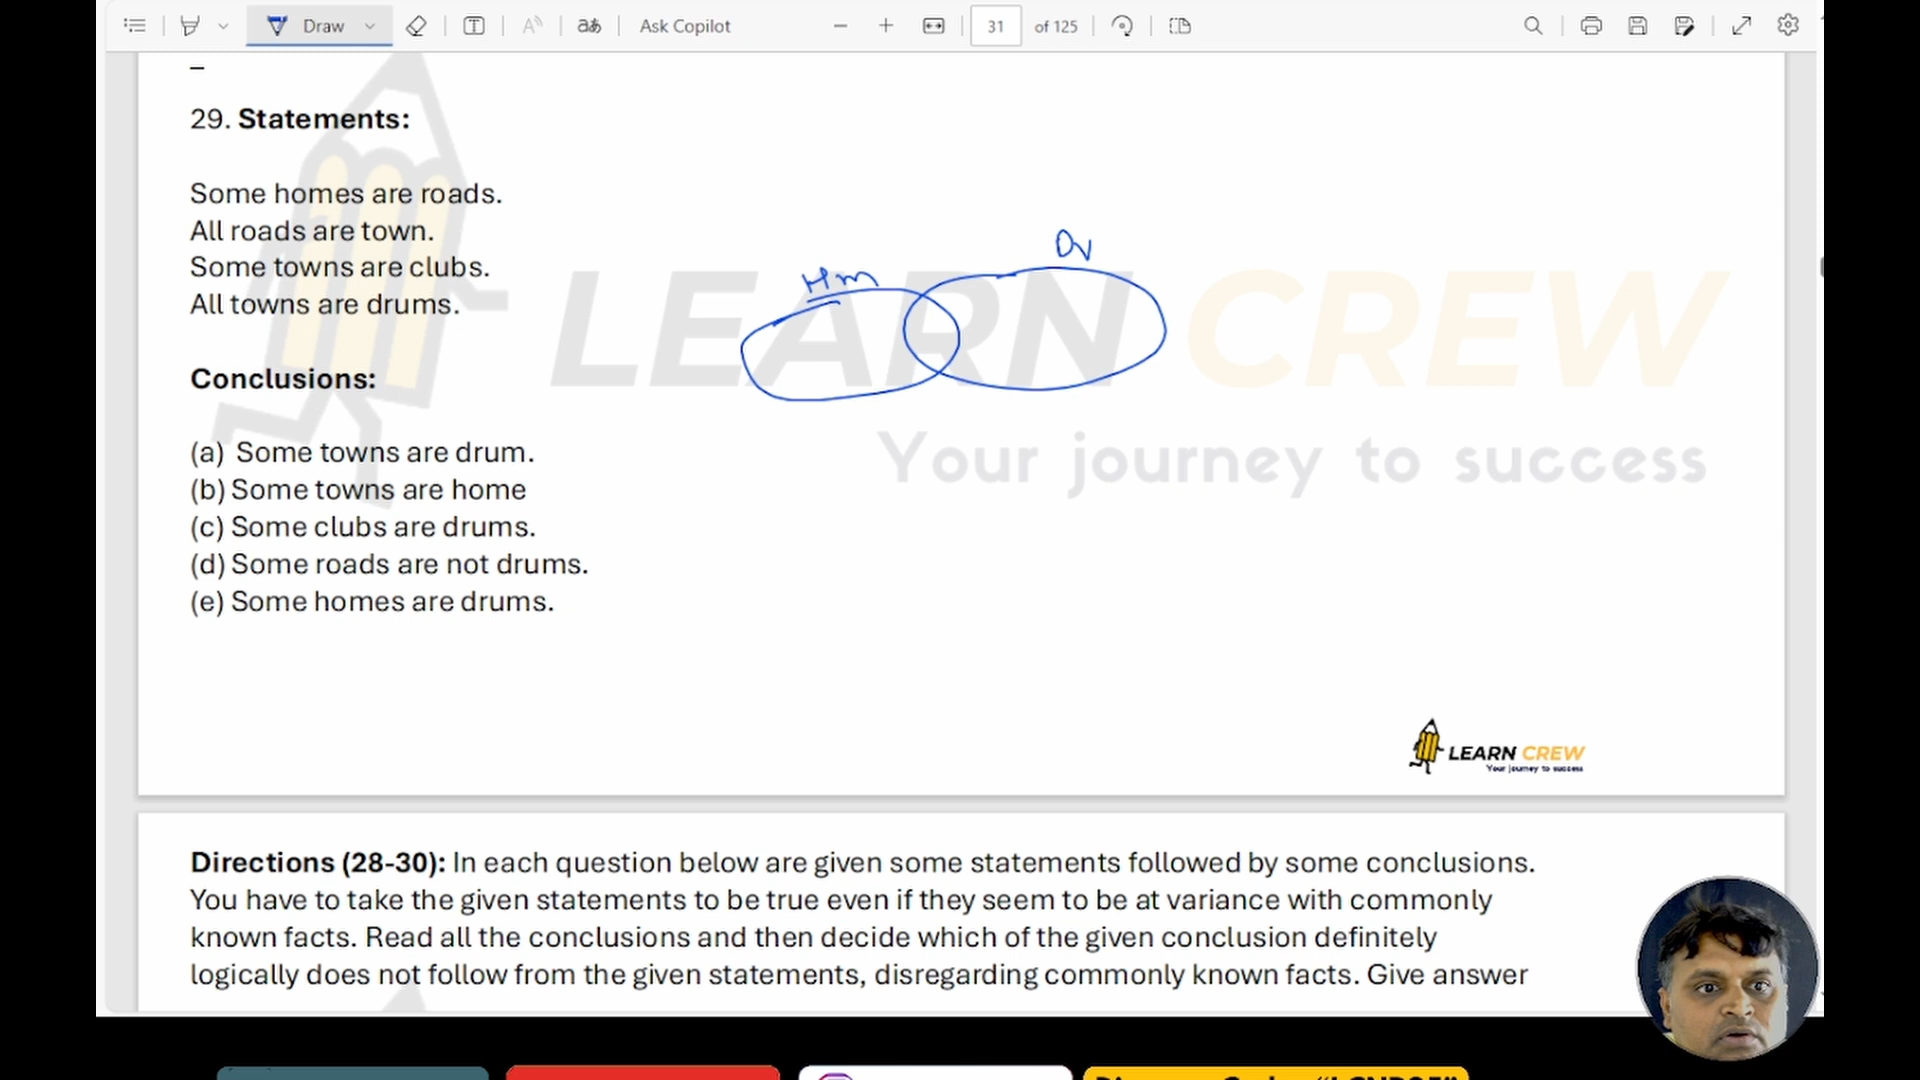 Draw
Ask Copilot
31
of 125
29. Statements:
Some homes are roads.
All roads are town.
Some towns are clubs.
All towns are drums.
Hm
Conclusions:
(a) Some towns are drum.
(b) Some towns are home
(c) Some clubs are drums.
(d) Some roads are not drums.
(e) Some homes are drums.
LEARN CREW
Your journey to success
LEARN CREW
Your journey to success
Directions (28-30): In each question below are given some statements followed by some conclusions.
You have to take the given statements to be true even if they seem to be at variance with commonly
known facts. Read all the conclusions and then decide which of the given conclusion definitely
logically does not follow from the given statements, disregarding commonly known facts. Give answer